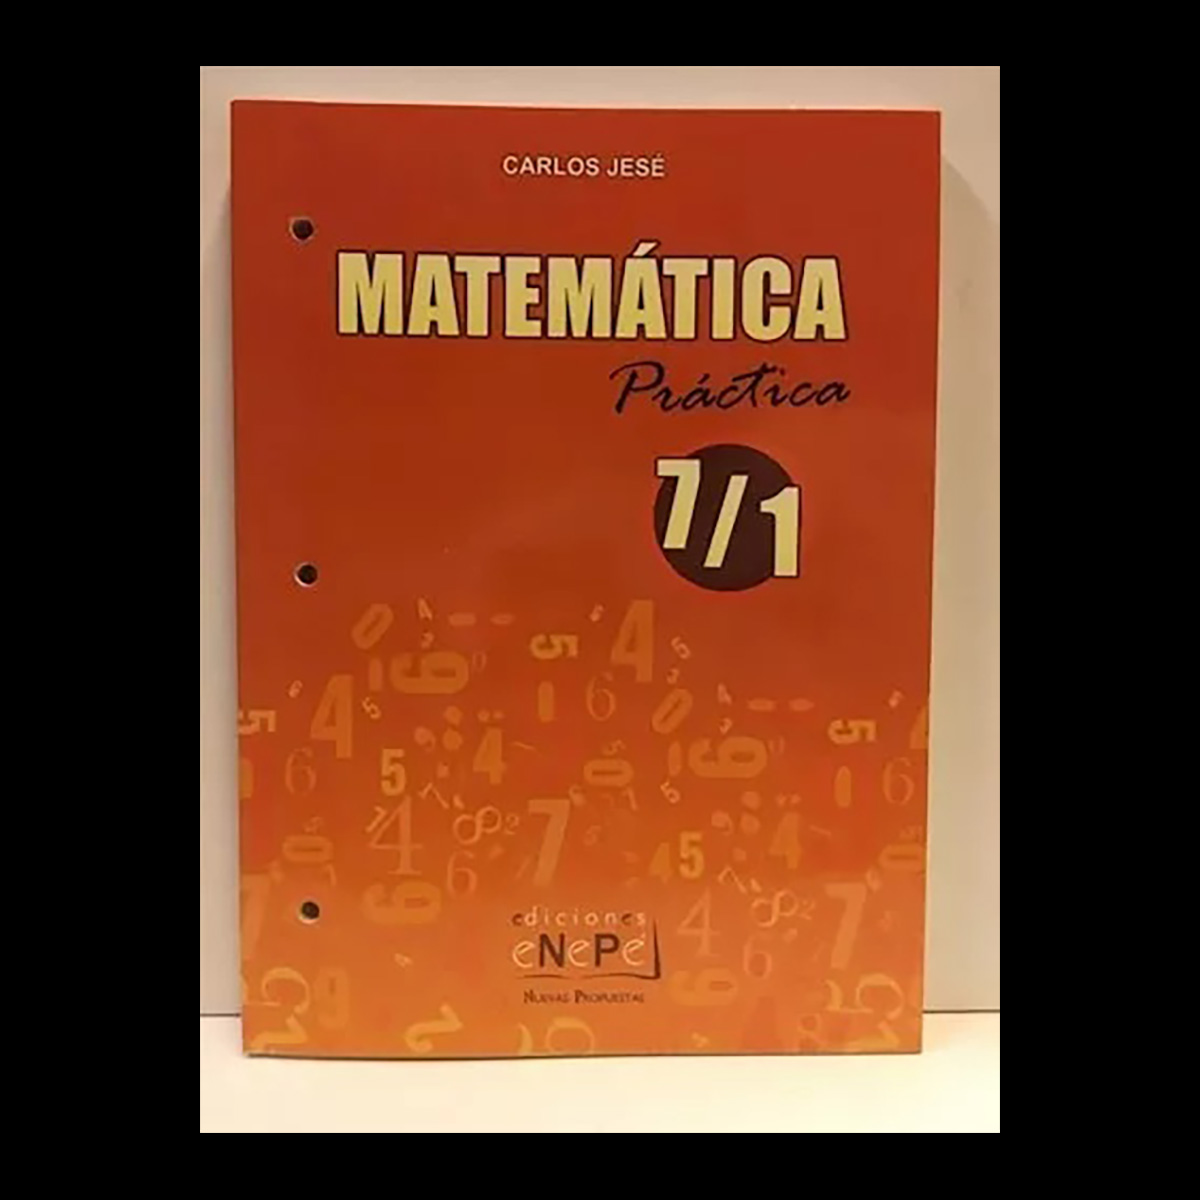 CARLOS JESÉ
MATEMÁTICA
Práctica
7/1
ediciones
eNePé
NUEVAS PROPUESTAS